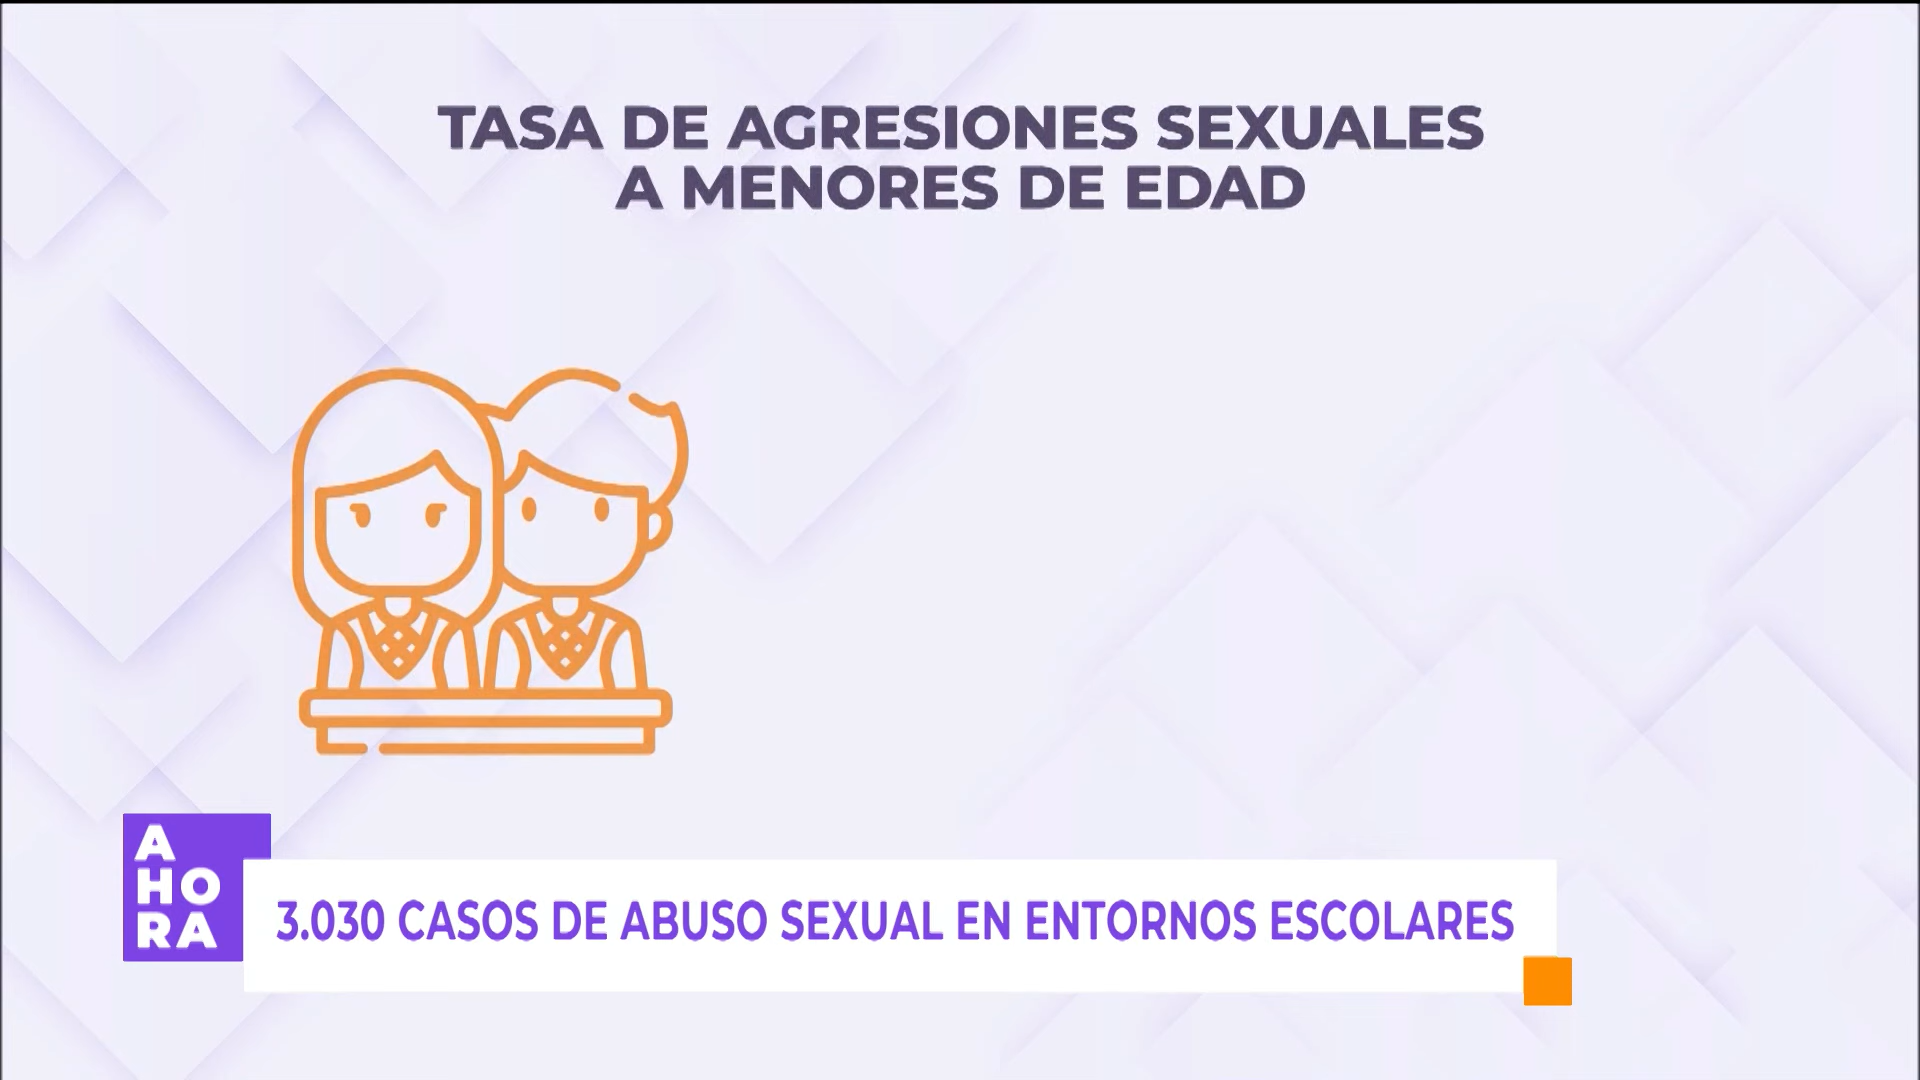 TASA DE AGRESIONES SEXUALES
A MENORES DE EDAD
A
HO
RA
3.030 CASOS DE ABUSO SEXUAL EN ENTORNOS ESCOLARES